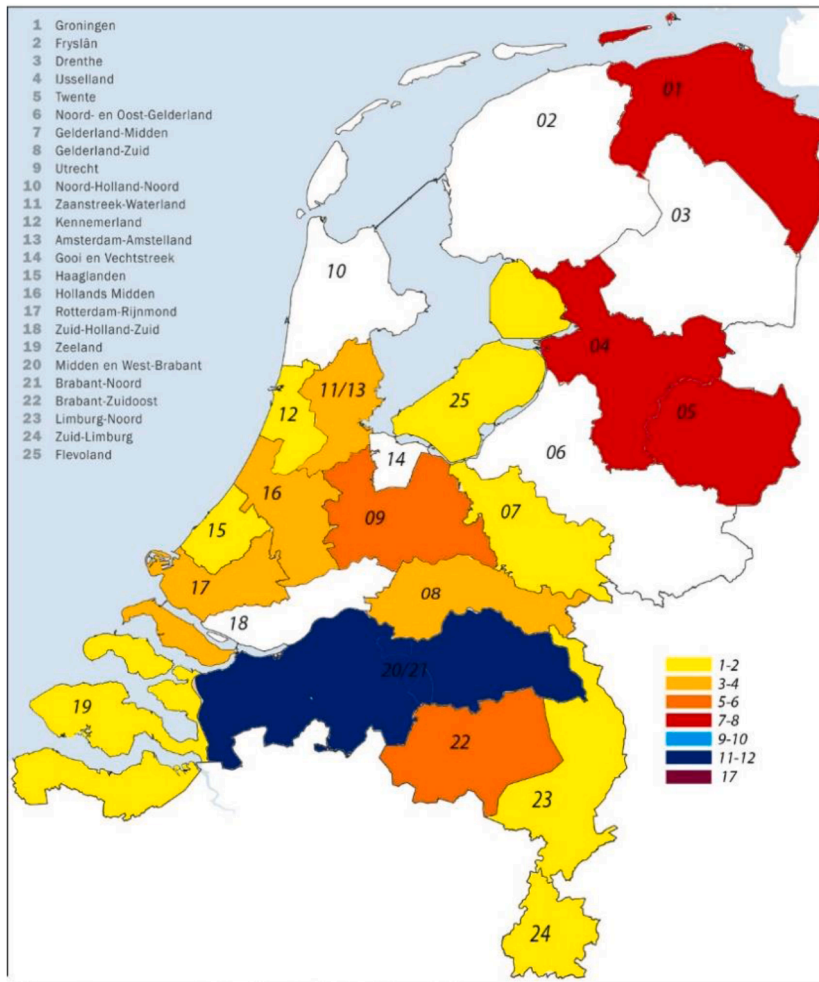 1 Groningen
2 Fryslân
3 Drenthe
4 IJsselland
5 Twente
6 Noord- en Oost-Gelderland
7 Gelderland-Midden
8 Gelderland-Zuid
9 Utrecht
10 Noord-Holland-Noord
11 Zaanstreek-Waterland
12 Kennemerland
13 Amsterdam-Amstelland
14 Gooi en Vechtstreek
15 Haaglanden
16 Hollands Midden
17 Rotterdam-Rijnmond
18 Zuid-Holland-Zuid
19 Zeeland
20 Midden en West-Brabant
21 Brabant-Noord
22 Brabant-Zuidoost
23 Limburg-Noord
24 Zuid-Limburg
25 Flevoland
01
02
03
10
04
11/13
12
25
05
14
06
16
07
09
15
17
08
18
20/21
19
22
23
24
1-2
3-4
5-6
7-8
9-10
11-12
17